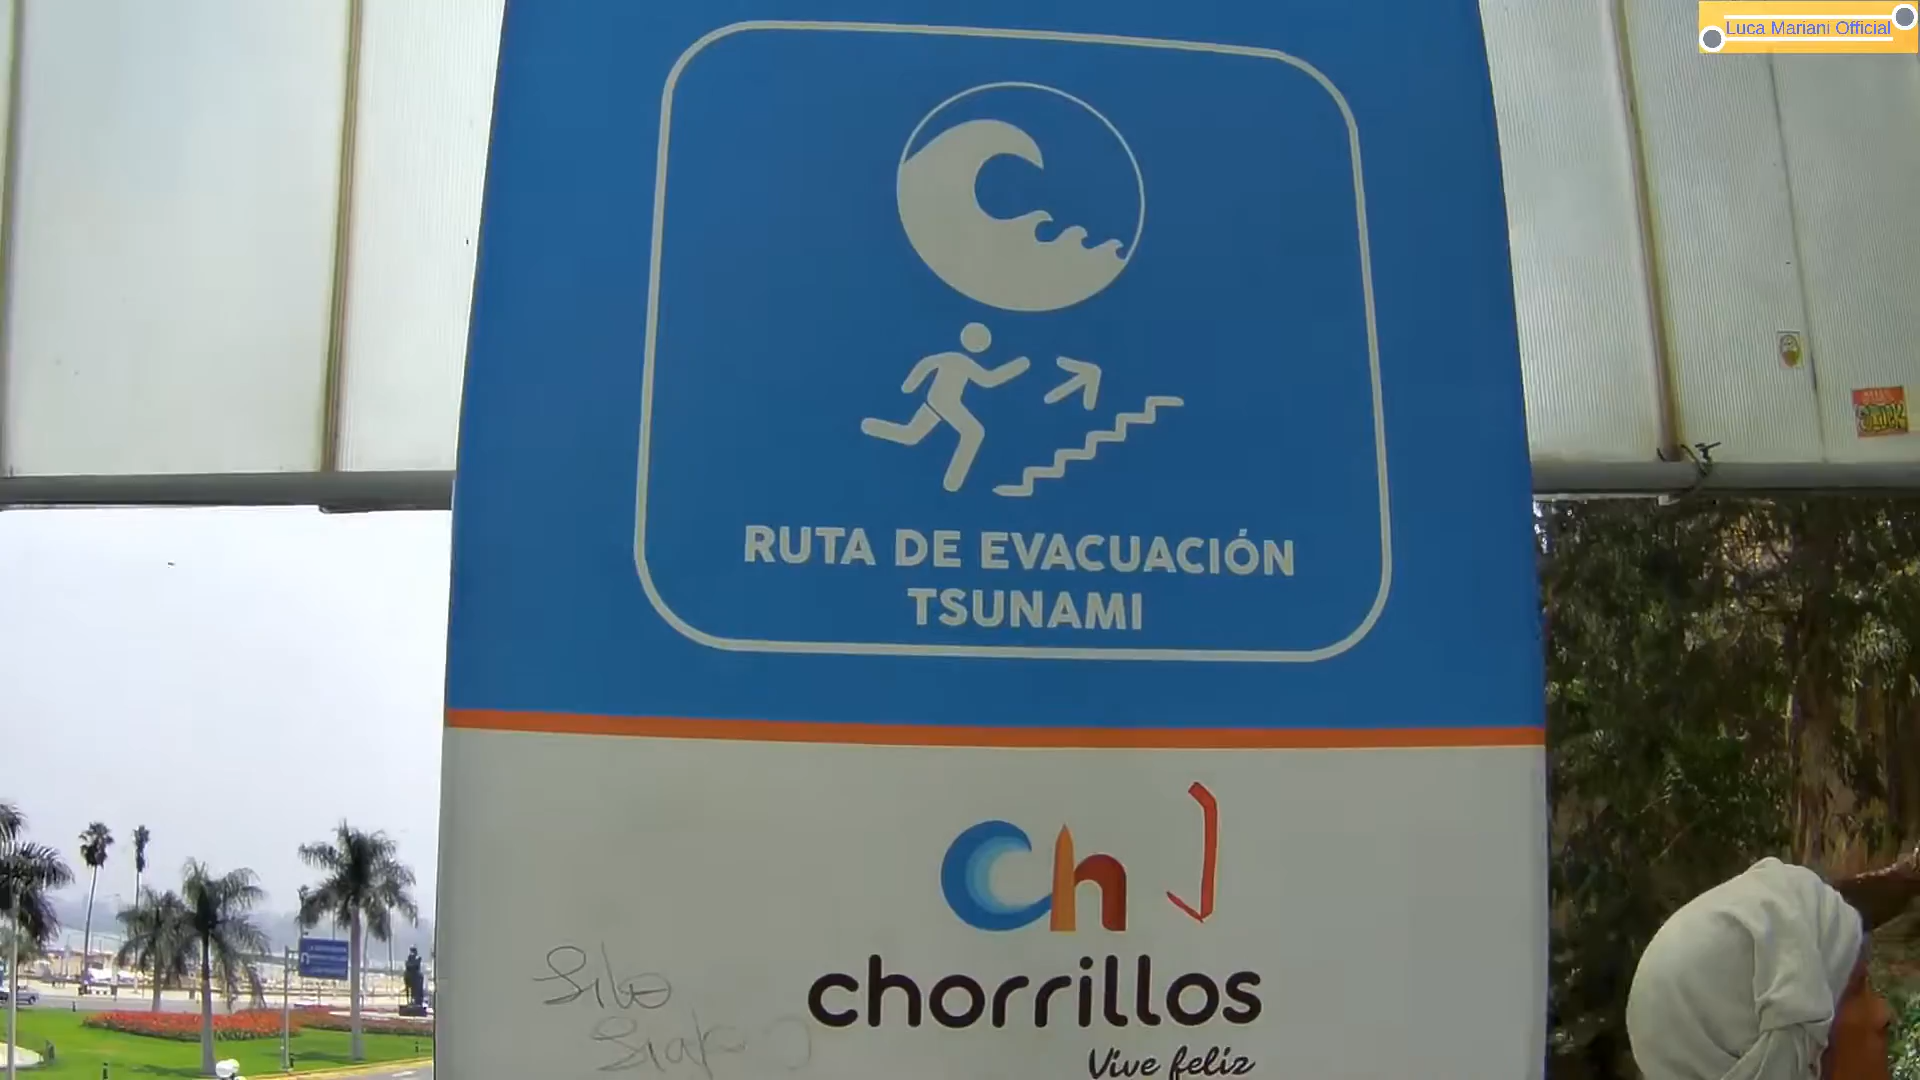 Luca Mariani Official
RUTA DE EVACUACIÓN
TSUNAMI
ch
chorrillos
Vive feliz